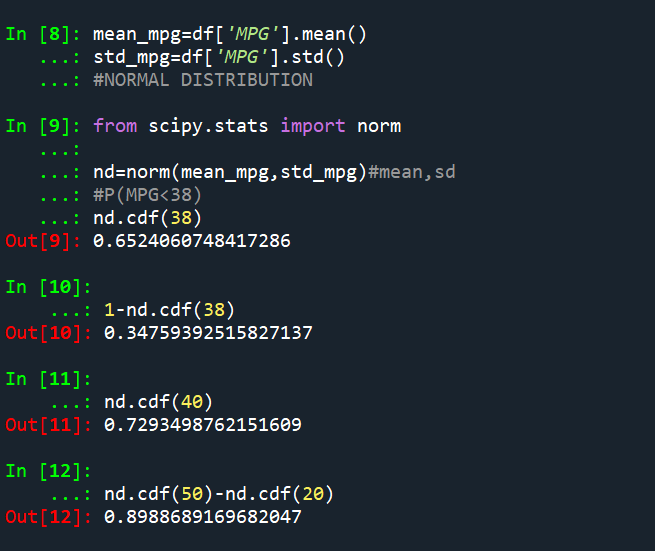 In [8]: mean_mpg=df['MPG'].mean()
...: std_mpg=df['MPG'].std()
...: #NORMAL DISTRIBUTION
In [9]: from scipy.stats import norm
...:
...: nd=norm(mean_mpg,std_mpg)#mean,sd
...: #P(MPG<38)
...: nd.cdf(38)
Out[9]: 0.6524060748417286
In [10]:
...: 1-nd.cdf(38)
Out[10]: 0.34759392515827137
In [11]:
...: nd.cdf(40)
Out[11]: 0.7293498762151609
In [12]:
...: nd.cdf(50)-nd.cdf(20)
Out[12]: 0.8988689169682047